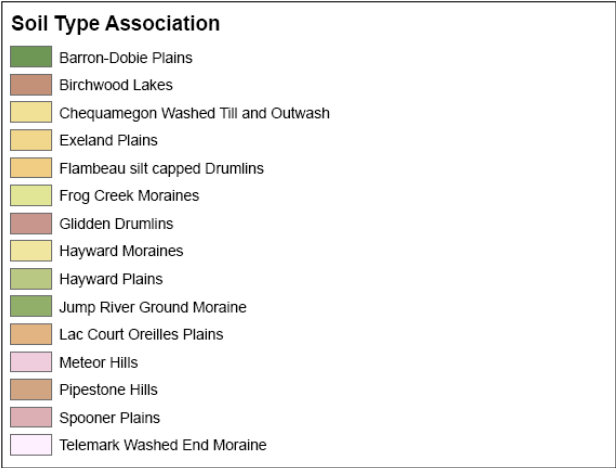 Soil Type Association
Barron-Dobie Plains
Birchwood Lakes
Chequamegon Washed Till and Outwash
Exeland Plains
Flambeau silt capped Drumlins
Frog Creek Moraines
Glidden Drumlins
Hayward Moraines
Hayward Plains
Jump River Ground Moraine
Lac Court Oreilles Plains
Meteor Hills
Pipestone Hills
Spooner Plains
Telemark Washed End Moraine